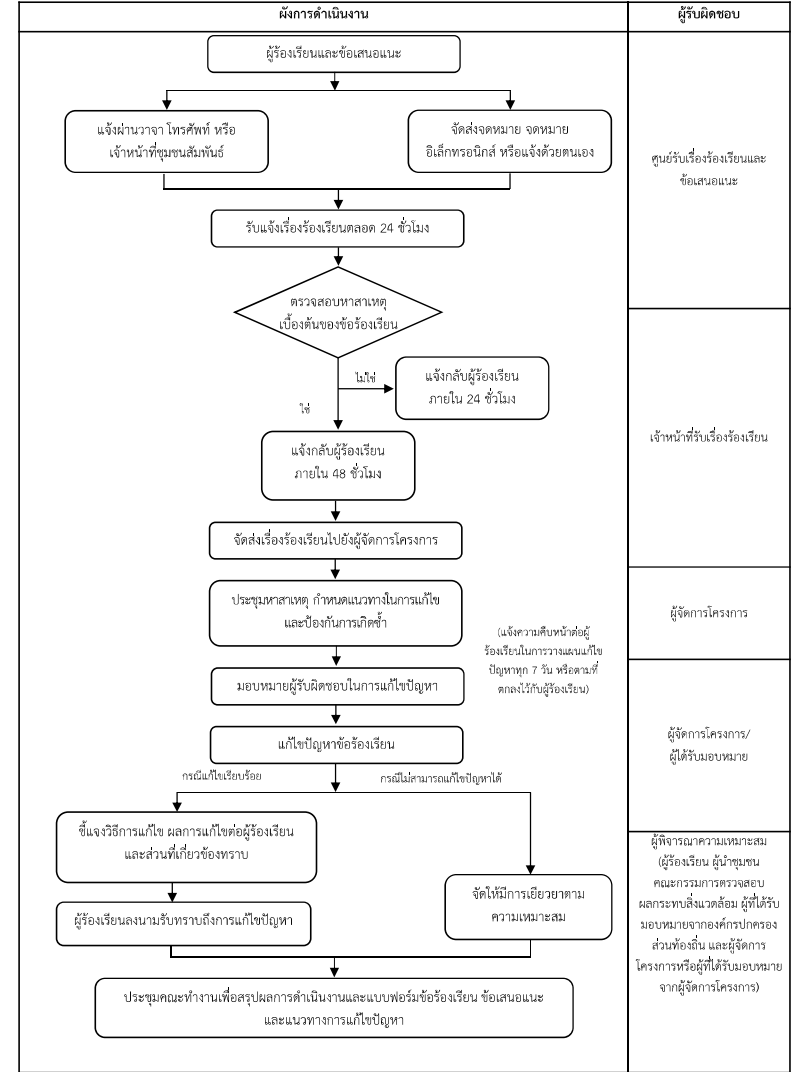 ผังการดำเนินงาน
ผู้รับผิดชอบ
ผู้ร้องเรียนและข้อเสนอแนะ
แจ้งผ่านวาจา โทรศัพท์ หรือ
เจ้าหน้าที่ชุมชนสัมพันธ์
จัดส่งจดหมาย จดหมาย
อิเล็กทรอนิกส์ หรือแจ้งด้วยตนเอง
ศูนย์รับเรื่องร้องเรียนและ
ข้อเสนอแนะ
รับแจ้งเรื่องร้องเรียนตลอด 24 ชั่วโมง
ตรวจสอบหาสาเหตุ
เบื้องต้นของข้อร้องเรียน
ไม่ใช่
แจ้งกลับผู้ร้องเรียน
ภายใน 24 ชั่วโมง
ใช่
แจ้งกลับผู้ร้องเรียน
ภายใน 48 ชั่วโมง
เจ้าหน้าที่รับเรื่องร้องเรียน
จัดส่งเรื่องร้องเรียนไปยังผู้จัดการโครงการ
ประชุมหาสาเหตุ กำหนดแนวทางในการแก้ไข
และป้องกันการเกิดซ้ำ
ผู้จัดการโครงการ
(แจ้งความคืบหน้าต่อผู้
ร้องเรียนในการวางแผนแก้ไข
ปัญหาทุก 7 วัน หรือตามที่
ตกลงไว้กับผู้ร้องเรียน)
มอบหมายผู้รับผิดชอบในการแก้ไขปัญหา
แก้ไขปัญหาข้อร้องเรียน
ผู้จัดการโครงการ/
ผู้ได้รับมอบหมาย
กรณีแก้ไขเรียบร้อย
กรณีไม่สามารถแก้ไขปัญหาได้
ชี้แจงวิธีการแก้ไข ผลการแก้ไขต่อผู้ร้องเรียน
และส่วนที่เกี่ยวข้องทราบ
ผู้ร้องเรียนลงนามรับทราบถึงการแก้ไขปัญหา
จัดให้มีการเยียวยาตาม
ความเหมาะสม
ผู้พิจารณาความเหมาะสม
(ผู้ร้องเรียน ผู้นำชุมชน
คณะกรรมการตรวจสอบ
ผลกระทบสิ่งแวดล้อม ผู้ที่ได้รับ
มอบหมายจากองค์กรปกครอง
ส่วนท้องถิ่น และผู้จัดการ
โครงการหรือผู้ที่ได้รับมอบหมาย
จากผู้จัดการโครงการ)
ประชุมคณะทำงานเพื่อสรุปผลการดำเนินงานและแบบฟอร์มข้อร้องเรียน ข้อเสนอแนะ
และแนวทางการแก้ไขปัญหา